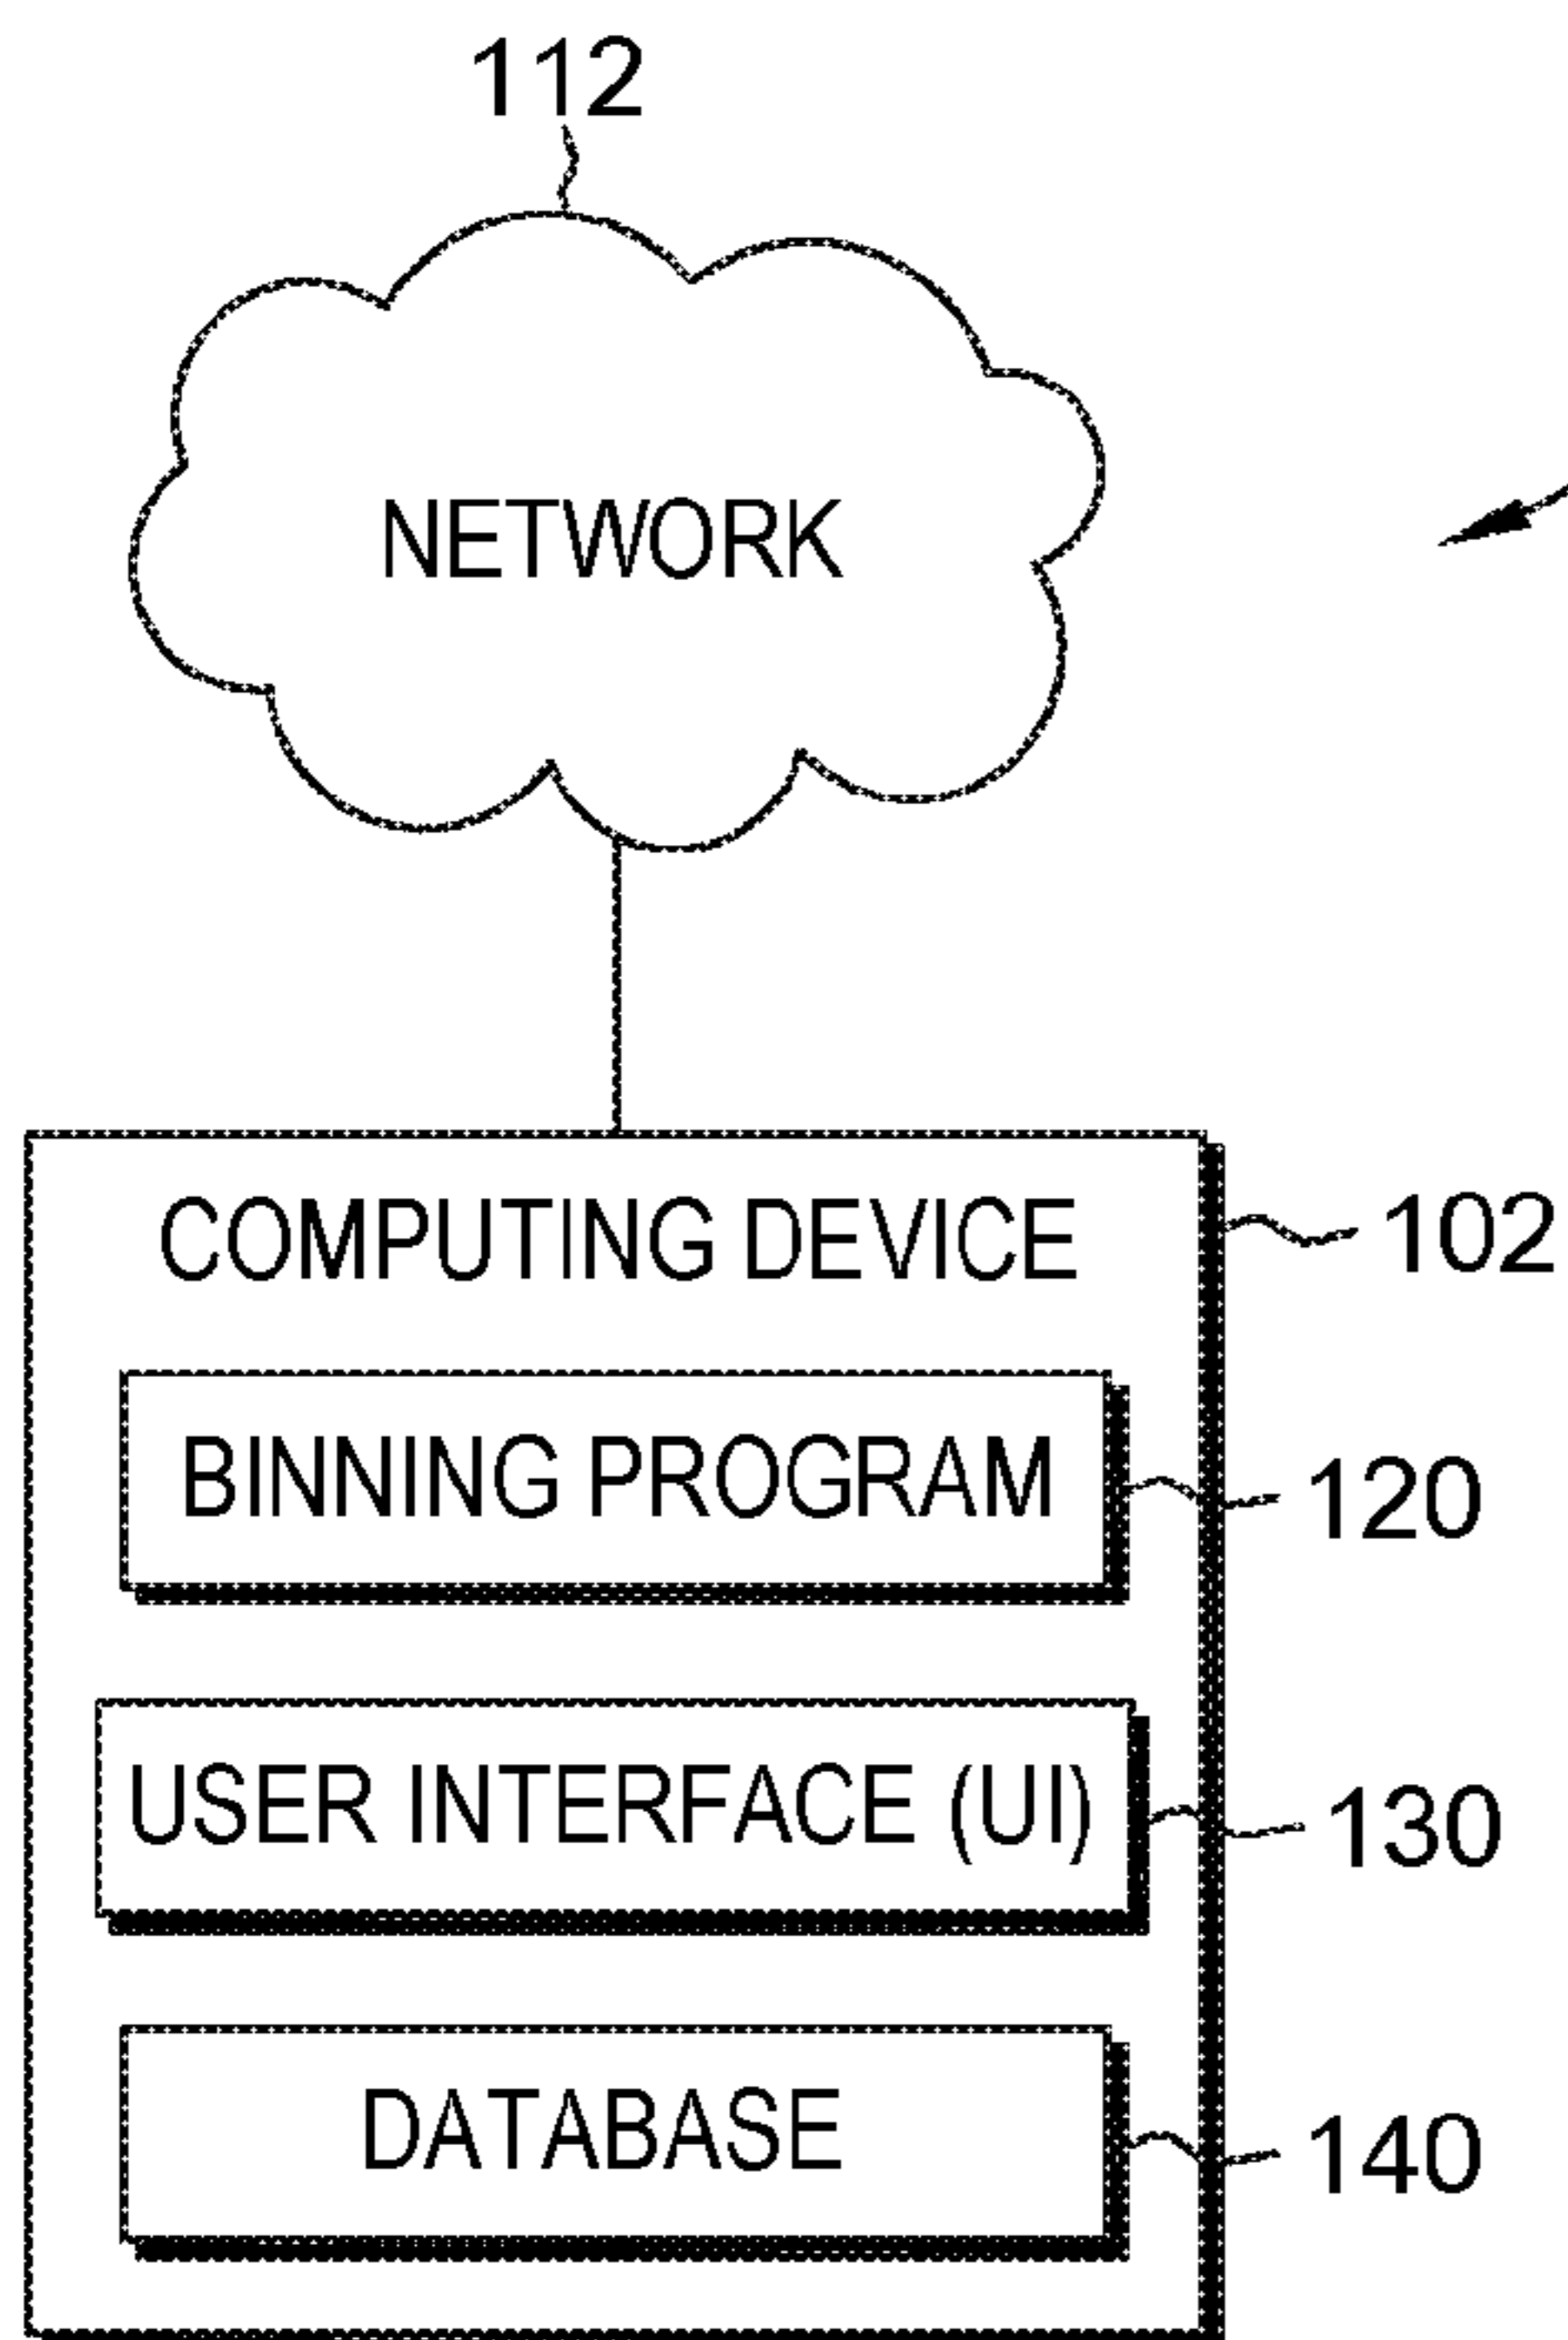 112
NETWORK
COMPUTING DEVICE
102
BINNING PROGRAM
120
USER INTERFACE (UI)
130
DATABASE
140